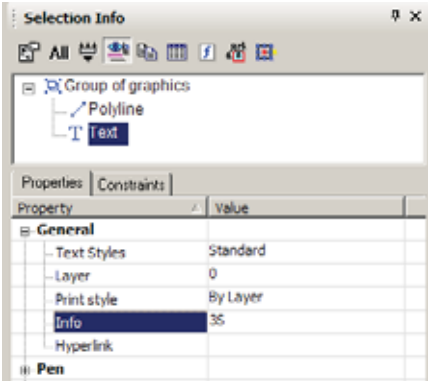 Selection Info
All
Group of graphics
Polyline
T Text
Properties Constraints
Property Value
General
Text Styles Standard
Layer 0
Print style By Layer
Info 3S
Hyperlink
Pen